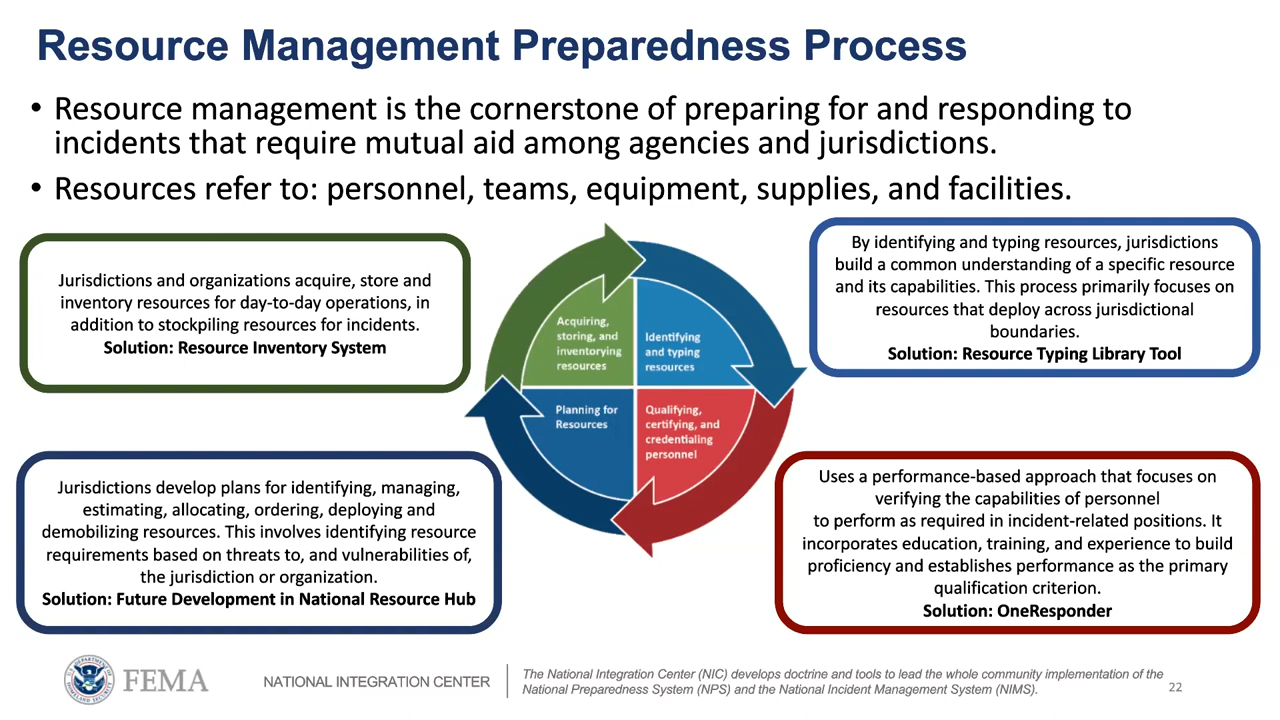 Resource Management Preparedness Process
• Resource management is the cornerstone of preparing for and responding to
incidents that require mutual aid among agencies and jurisdictions.
• Resources refer to: personnel, teams, equipment, supplies, and facilities.
Jurisdictions and organizations acquire, store and
inventory resources for day-to-day operations, in
addition to stockpiling resources for incidents.
Solution: Resource Inventory System
By identifying and typing resources, jurisdictions
build a common understanding of a specific resource
and its capabilities. This process primarily focuses on
resources that deploy across jurisdictional
boundaries.
Solution: Resource Typing Library Tool
Acquiring,
storing, and
inventorying
resources
Identifying
and typing
resources
Planning for
Resources
Qualifying,
certifying, and
credentialing
personnel
Jurisdictions develop plans for identifying, managing,
estimating, allocating, ordering, deploying and
demobilizing resources. This involves identifying resource
requirements based on threats to, and vulnerabilities of,
the jurisdiction or organization.
Solution: Future Development in National Resource Hub
Uses a performance-based approach that focuses on
verifying the capabilities of personnel
to perform as required in incident-related positions. It
incorporates education, training, and experience to build
proficiency and establishes performance as the primary
qualification criterion.
Solution: OneResponder
FEMA
NATIONAL INTEGRATION CENTER
The National Integration Center (NIC) develops doctrine and tools to lead the whole community implementation of the
National Preparedness System (NPS) and the National Incident Management System (NIMS).
22